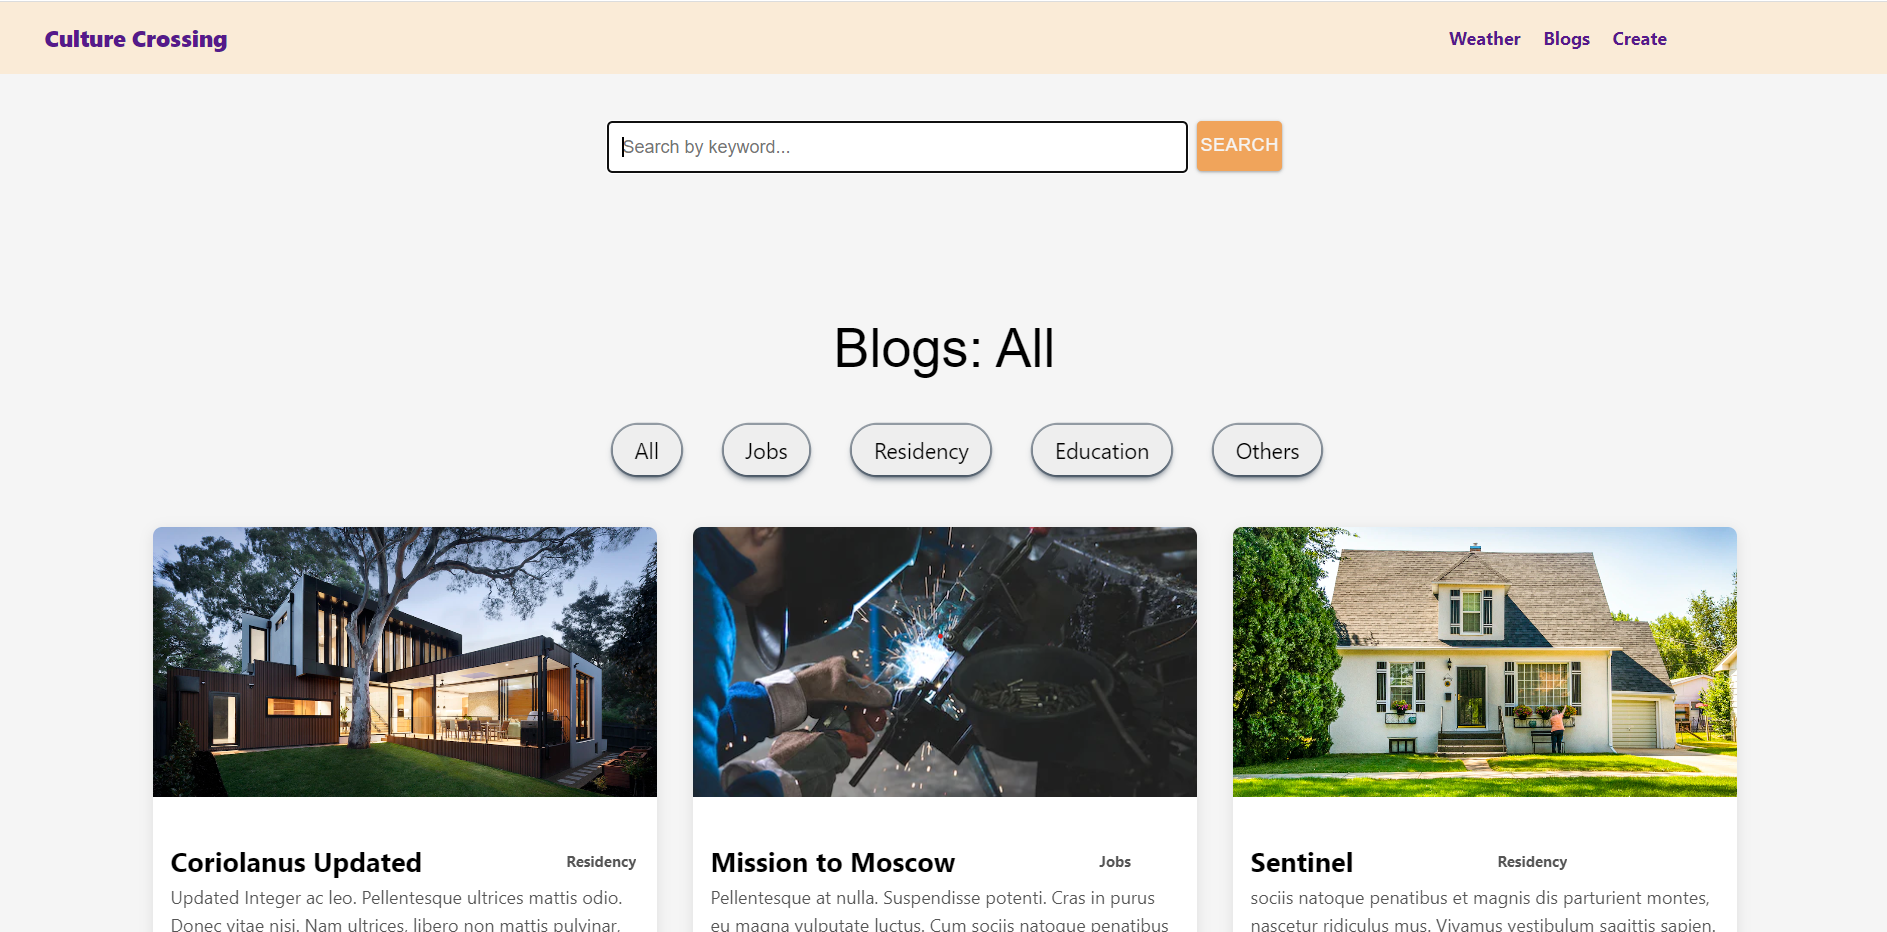 Culture Crossing
Weather Blogs Create
Search by keyword...
SEARCH
Blogs: All
All Jobs Residency Education Others
Coriolanus Updated Residency
Updated Integer ac leo. Pellentesque ultrices mattis odio.
Donec vitae nisi. Nam ultrices, libero non mattis pulvinar,
Mission to Moscow Jobs
Pellentesque at nulla. Suspendisse potenti. Cras in purus
eu magna vulputate luctus. Cum sociis natoque penatibus
Sentinel Residency
sociis natoque penatibus et magnis dis parturient montes,
nascetur ridiculus mus. Vivamus vestibulum sagittis sapien.